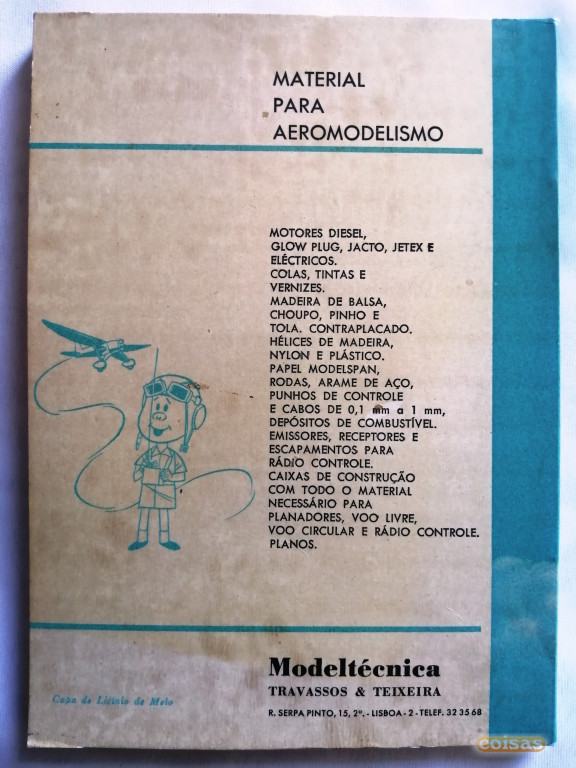 MATERIAL
PARA
AEROMODELISMO
MOTORES DIESEL,
GLOW PLUG, JACTO, JETEX E
ELÉCTRICOS.
COLAS, TINTAS E
VERNIZES.
MADEIRA DE BALSA,
CHOUPO, PINHO E
TOLA. CONTRAPLACADO.
HÉLICES DE MADEIRA,
NYLON E PLÁSTICO.
PAPEL MODELSPAN,
RODAS, ARAME DE AÇO,
PUNHOS DE CONTROLE
E CABOS DE 0,1 mm a 1 mm,
DEPÓSITOS DE COMBUSTÍVEL.
EMISSORES, RECEPTORES E
ESCAPAMENTOS PARA
RÁDIO CONTROLE.
CAIXAS DE CONSTRUÇÃO
COM TODO O MATERIAL
NECESSÁRIO PARA
PLANADORES, VOO LIVRE,
VOO CIRCULAR E RÁDIO CONTROLE.
PLANOS.
Modeltécnica
TRAVASSOS & TEIXEIRA
R. SERPA PINTO, 15, 2º. - LISBOA - 2 - TELEF. 32 35 68
Capa de Licínio de Melo
coisas